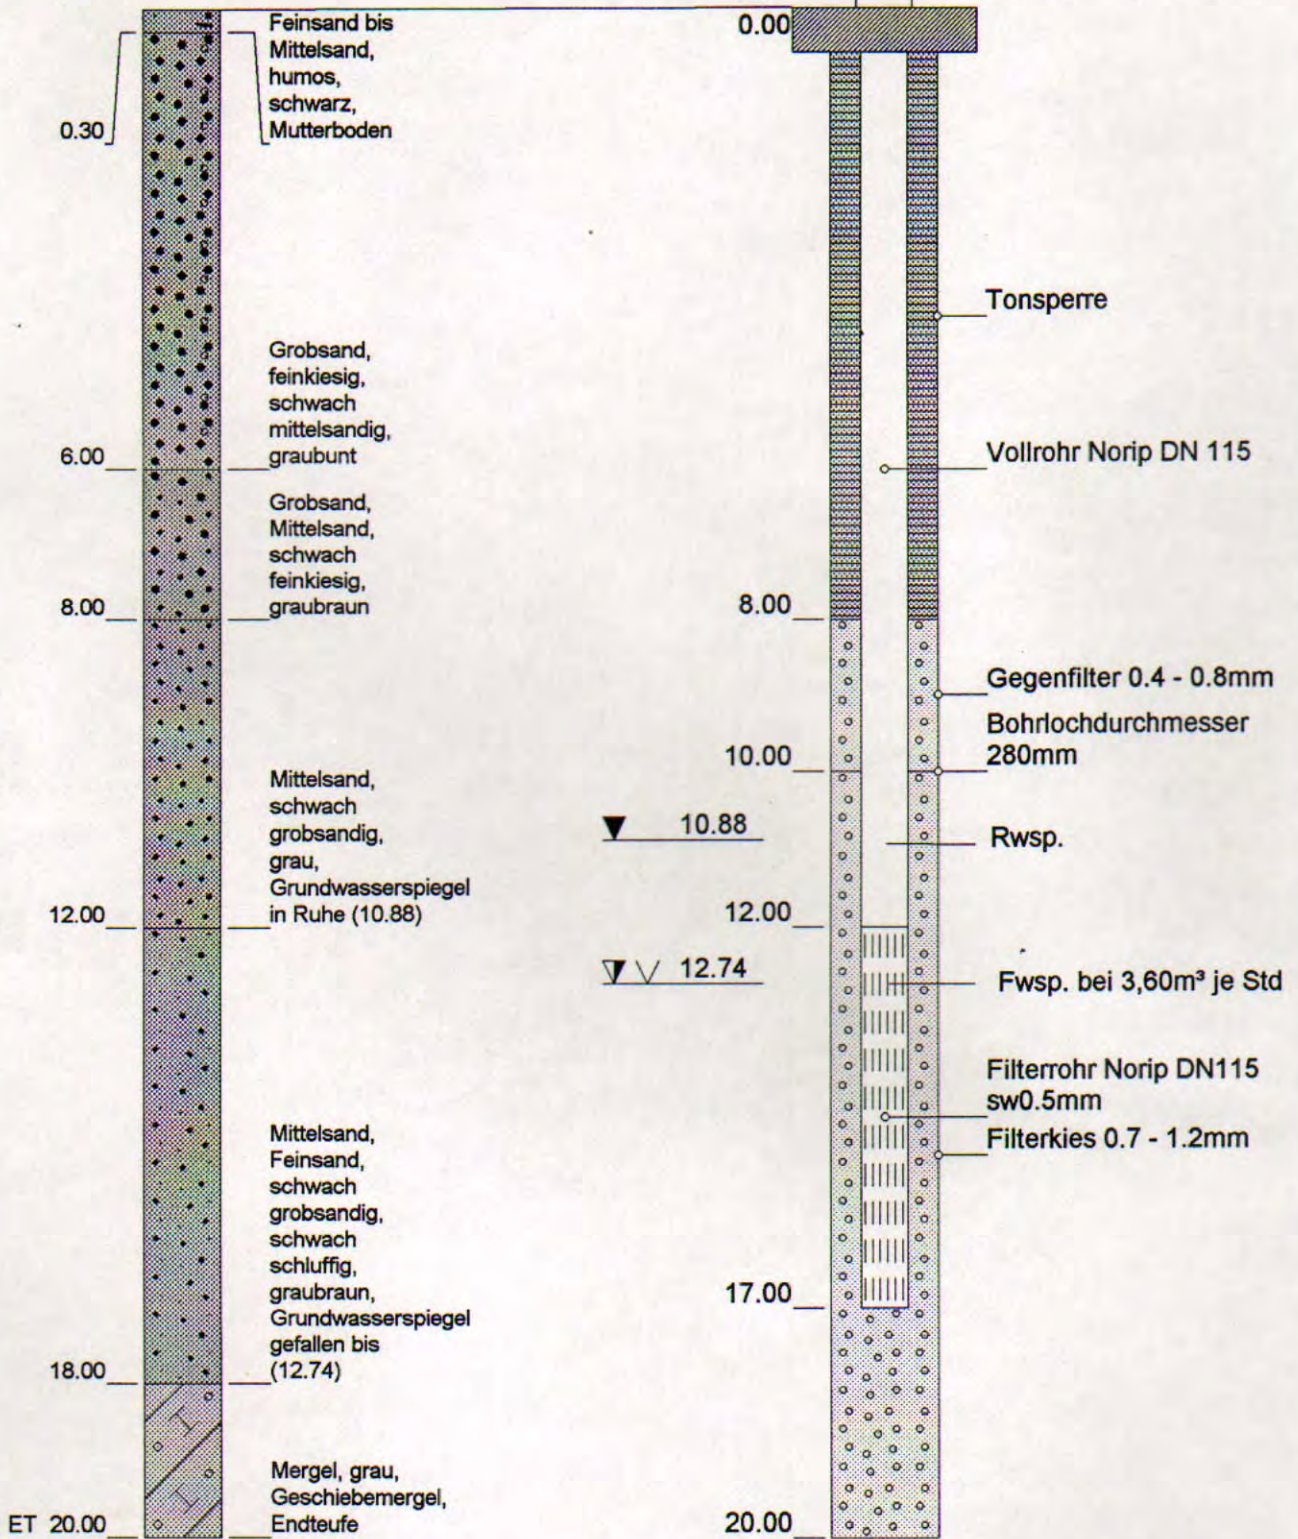 Feinsand bis
Mittelsand,
humos,
schwarz,
Mutterboden
0.30
Grobsand,
feinkiesig,
schwach
mittelsandig,
graubunt
6.00
Grobsand,
Mittelsand,
schwach
feinkiesig,
graubraun
8.00
Mittelsand,
schwach
grobsandig,
grau,
Grundwasserspiegel
in Ruhe (10.88)
12.00
Mittelsand,
Feinsand,
schwach
grobsandig,
schwach
schluffig,
graubraun,
Grundwasserspiegel
gefallen bis
(12.74)
18.00
Mergel, grau,
Geschiebemergel,
Endteufe
ET 20.00
0.00
Tonsperre
Vollrohr Norip DN 115
8.00
Gegenfilter 0.4 - 0.8mm
Bohrlochdurchmesser
280mm
10.00
10.88
Rwsp.
12.00
12.74
Fwsp. bei 3,60m³ je Std
Filterrohr Norip DN115
sw0.5mm
Filterkies 0.7 - 1.2mm
17.00
20.00